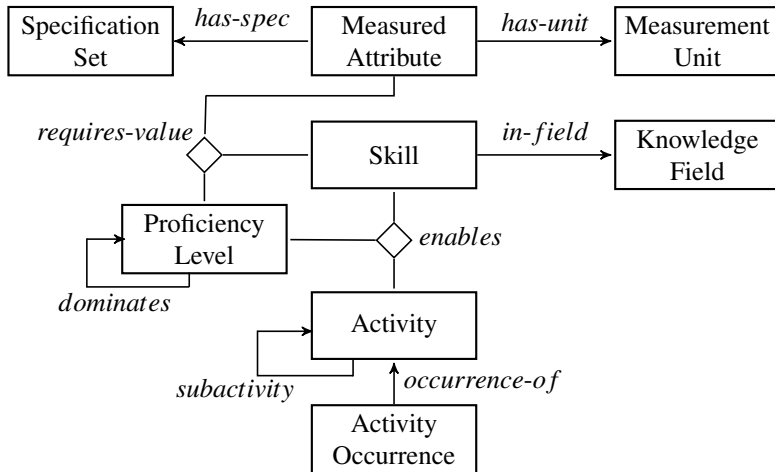 Specification
Set
has-spec
Measured
Attribute
has-unit
Measurement
Unit
requires-value
Skill
in-field
Knowledge
Field
Proficiency
Level
enables
dominates
Activity
subactivity
occurrence-of
Activity
Occurrence